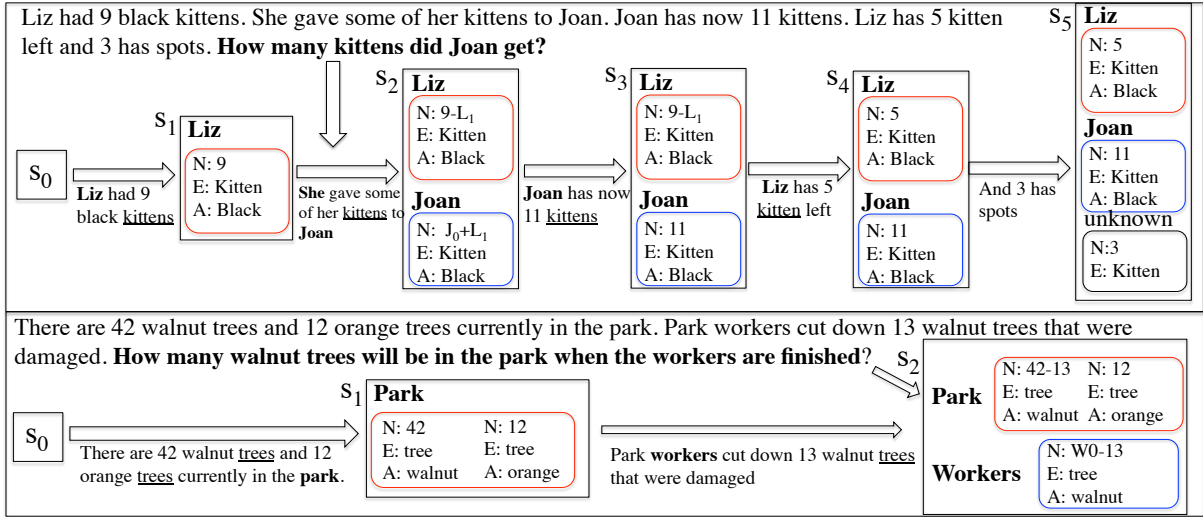 Liz had 9 black kittens. She gave some of her kittens to Joan. Joan has now 11 kittens. Liz has 5 kitten
left and 3 has spots. How many kittens did Joan get?
S0
Liz had 9
black kittens
S1
Liz
N: 9
E: Kitten
A: Black
She gave some
of her kittens to
Joan
S2
Liz
N: 9-L1
E: Kitten
A: Black
Joan
N: J0+L1
E: Kitten
A: Black
Joan has now
11 kittens
S3
Liz
N: 9-L1
E: Kitten
A: Black
Joan
N: 11
E: Kitten
A: Black
Liz has 5
kitten left
S4
Liz
N: 5
E: Kitten
A: Black
Joan
N: 11
E: Kitten
A: Black
And 3 has
spots
S5
Liz
N: 5
E: Kitten
A: Black
Joan
N: 11
E: Kitten
A: Black
unknown
N:3
E: Kitten
There are 42 walnut trees and 12 orange trees currently in the park. Park workers cut down 13 walnut trees that were
damaged. How many walnut trees will be in the park when the workers are finished?
S0
There are 42 walnut trees and 12
orange trees currently in the park.
S1
Park
N: 42 N: 12
E: tree E: tree
A: walnut A: orange
Park workers cut down 13 walnut trees
that were damaged
S2
Park
N: 42-13 N: 12
E: tree E: tree
A: walnut A: orange
Workers
N: W0-13
E: tree
A: walnut